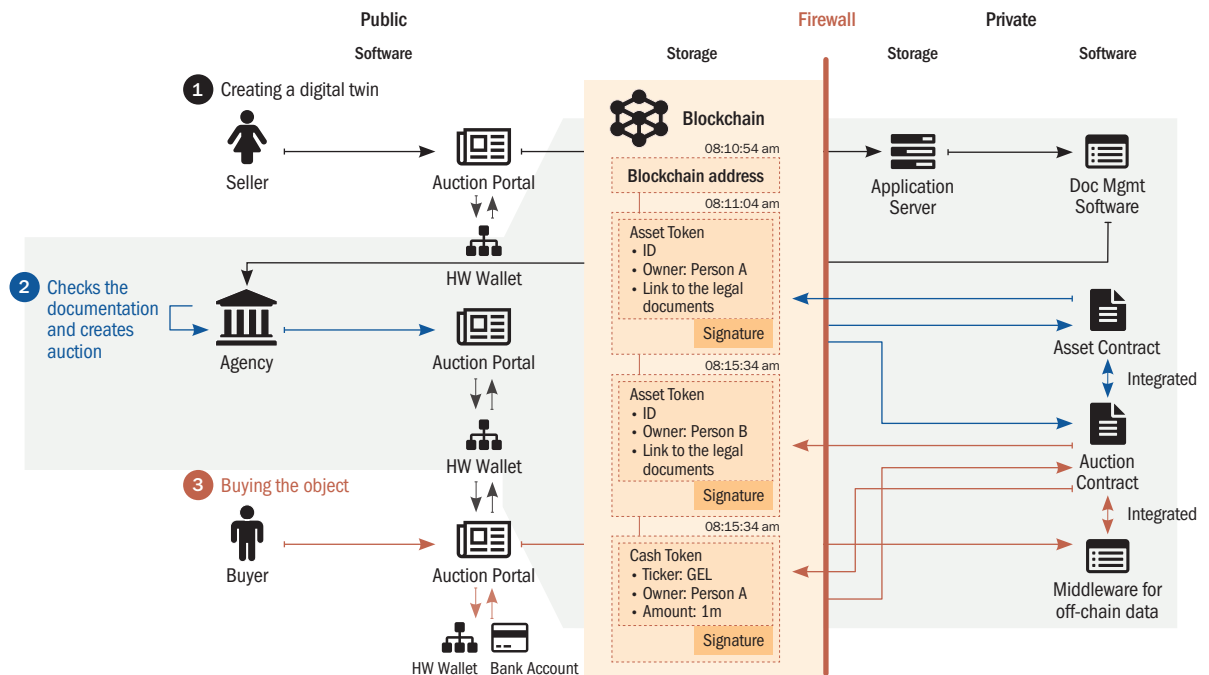 Public
Firewall
Private
Software
Storage
Storage
Software
1 Creating a digital twin
Seller
Auction Portal
HW Wallet
Blockchain
08:10:54 am
Blockchain address
08:11:04 am
Asset Token
• ID
• Owner: Person A
• Link to the legal
documents
Signature
08:15:34 am
Asset Token
• ID
• Owner: Person B
• Link to the legal
documents
Signature
08:15:34 am
Cash Token
• Ticker: GEL
• Owner: Person A
• Amount: 1m
Signature
Application
Server
Doc Mgmt
Software
2 Checks the
documentation
and creates
auction
Agency
Auction Portal
HW Wallet
Asset Contract
Integrated
Auction
Contract
Integrated
Middleware for
off-chain data
3 Buying the object
Buyer
Auction Portal
HW Wallet
Bank Account